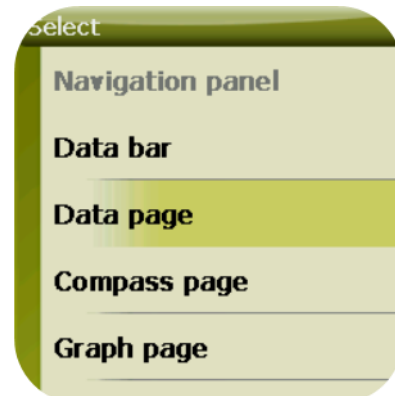 Select
Navigation panel
Data bar
Data page
Compass page
Graph page